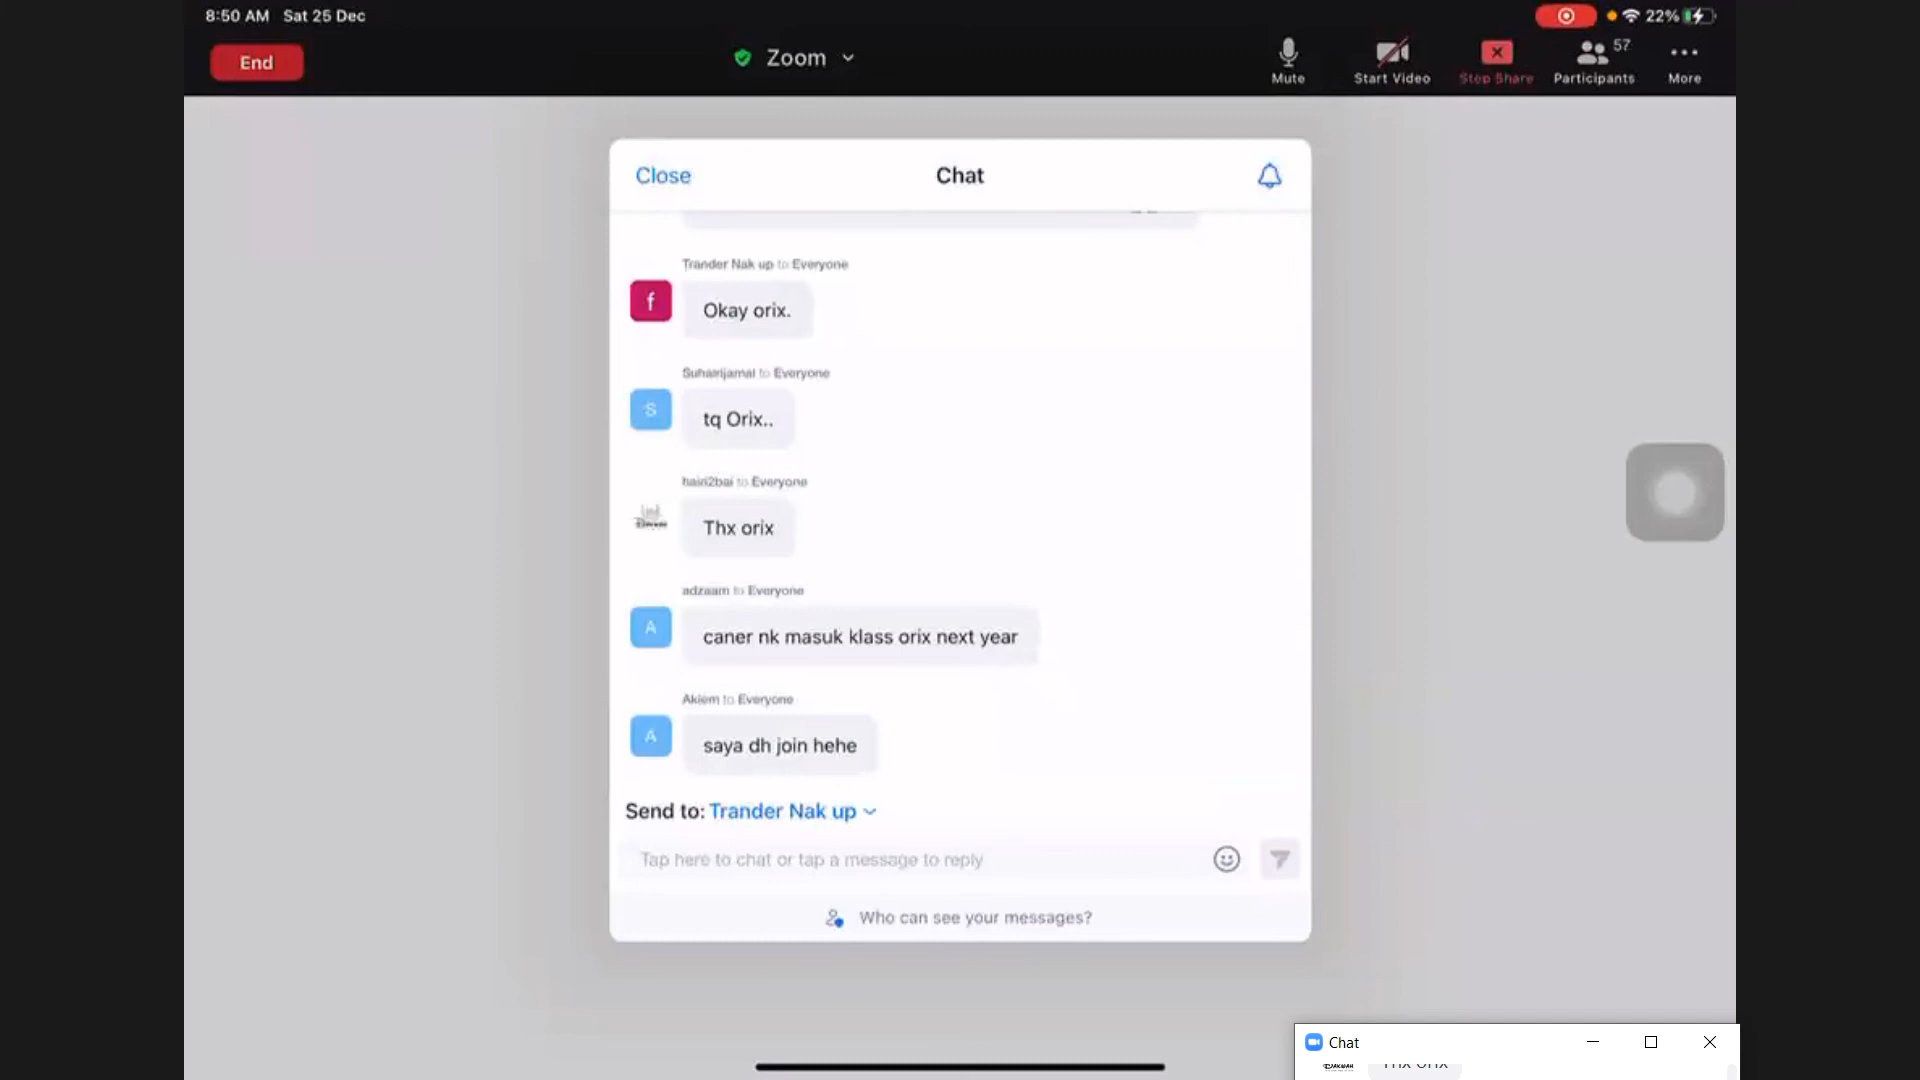 8:50 AM Sat 25 Dec
22%
End
Zoom
Mute
Start Video
Stop Share
57
Participants
More
Close
Chat
Trander Nak up to Everyone
f
Okay orix.
Suhairijamal to Everyone
S
tq Orix..
hairi2bai to Everyone
Thx orix
adzaam to Everyone
A
caner nk masuk klass orix next year
Akiem to Everyone
A
saya dh join hehe
Send to: Trander Nak up
Tap here to chat or tap a message to reply
Who can see your messages?
Chat
Thx orix